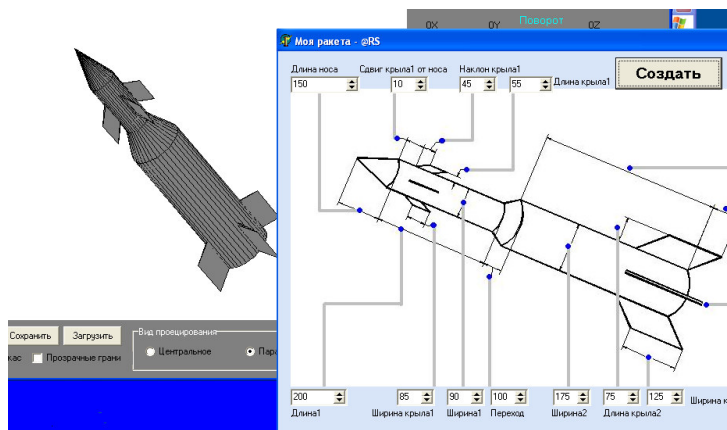 0X 0Y Поворот 0Z
Моя ракета - @RS
Длина носа Сдвиг крыла1 от носа Наклон крыла1
150 10 45 55 Длина крыла1 Создать
Сохранить Загрузить Вид проецирования
Прозрачные грани Центральное
200 85 90 100 175 75 125
Длина1 Ширина крыла1 Ширина1 Переход Ширина2 Длина крыла2 Ширина